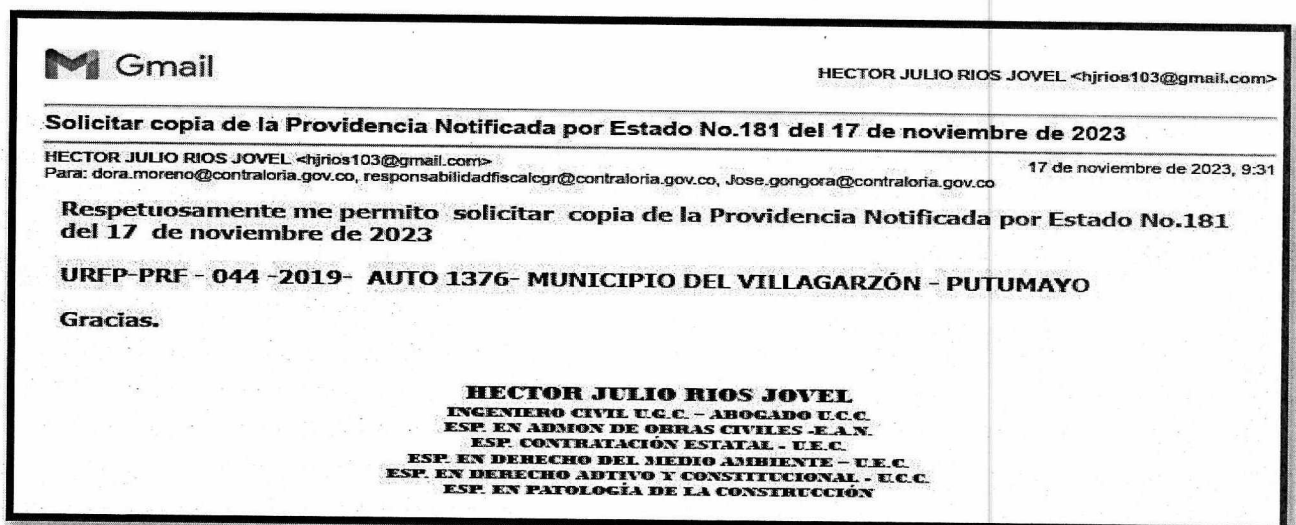 Gmail
HECTOR JULIO RIOS JOVEL <hjrios103@gmail.com>
Solicitar copia de la Providencia Notificada por Estado No.181 del 17 de noviembre de 2023
HECTOR JULIO RIOS JOVEL <hjrios103@gmail.com>
17 de noviembre de 2023, 9:31
Para: dora.moreno@contraloria.gov.co, responsabilidadfiscalcgr@contraloria.gov.co, Jose.gongora@contraloria.gov.co
Respetuosamente me permito solicitar copia de la Providencia Notificada por Estado No.181
del 17 de noviembre de 2023
URFP-PRF - 044 -2019- AUTO 1376- MUNICIPIO DEL VILLAGARZÓN - PUTUMAYO
Gracias.
HECTOR JULIO RIOS JOVEL
INGENIERO CIVIL U.G.C. – ABOGADO U.C.C.
ESP. EN ADMON DE OBRAS CIVILES -E.A.N.
ESP. CONTRATACIÓN ESTATAL - U.E.C.
ESP. EN DERECHO DEL MEDIO AMBIENTE – U.E.C.
ESP. EN DERECHO ADTIVO Y CONSTITUCIONAL - U.C.C.
ESP. EN PATOLOGÍA DE LA CONSTRUCCIÓN